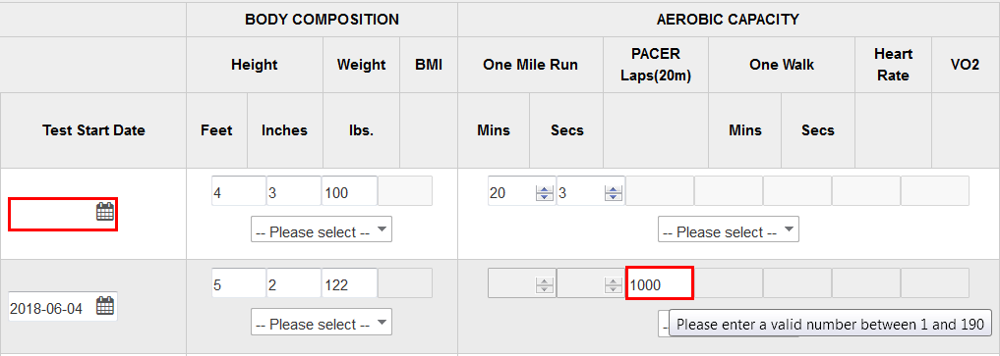 BODY COMPOSITION AEROBIC CAPACITY
Height Weight BMI One Mile Run PACER Laps(20m) One Walk Heart Rate VO2
Test Start Date Feet Inches lbs. Mins Secs Mins Secs
4 3 100 20 3
-- Please select -- -- Please select --
2018-06-04 5 2 122 1000
-- Please select -- --
Please enter a valid number between 1 and 190